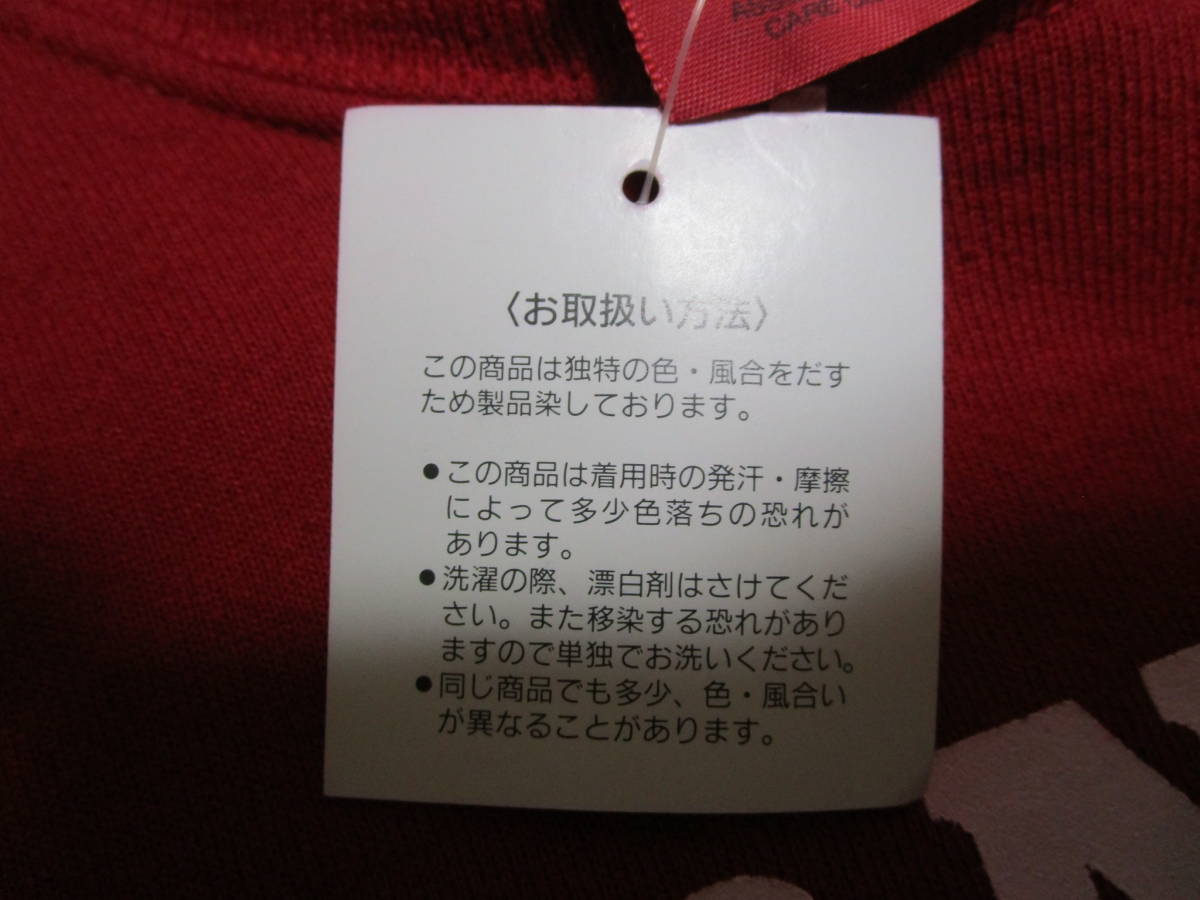 CARE
〈お取扱い方法〉
この商品は独特の色・風合をだす
ため製品染しております。
●この商品は着用時の発汗・摩擦
によって多少色落ちの恐れが
あります。
●洗濯の際、漂白剤はさけてくだ
さい。また移染する恐れがあり
ますので単独でお洗いください。
●同じ商品でも多少、色・風合い
が異なることがあります。